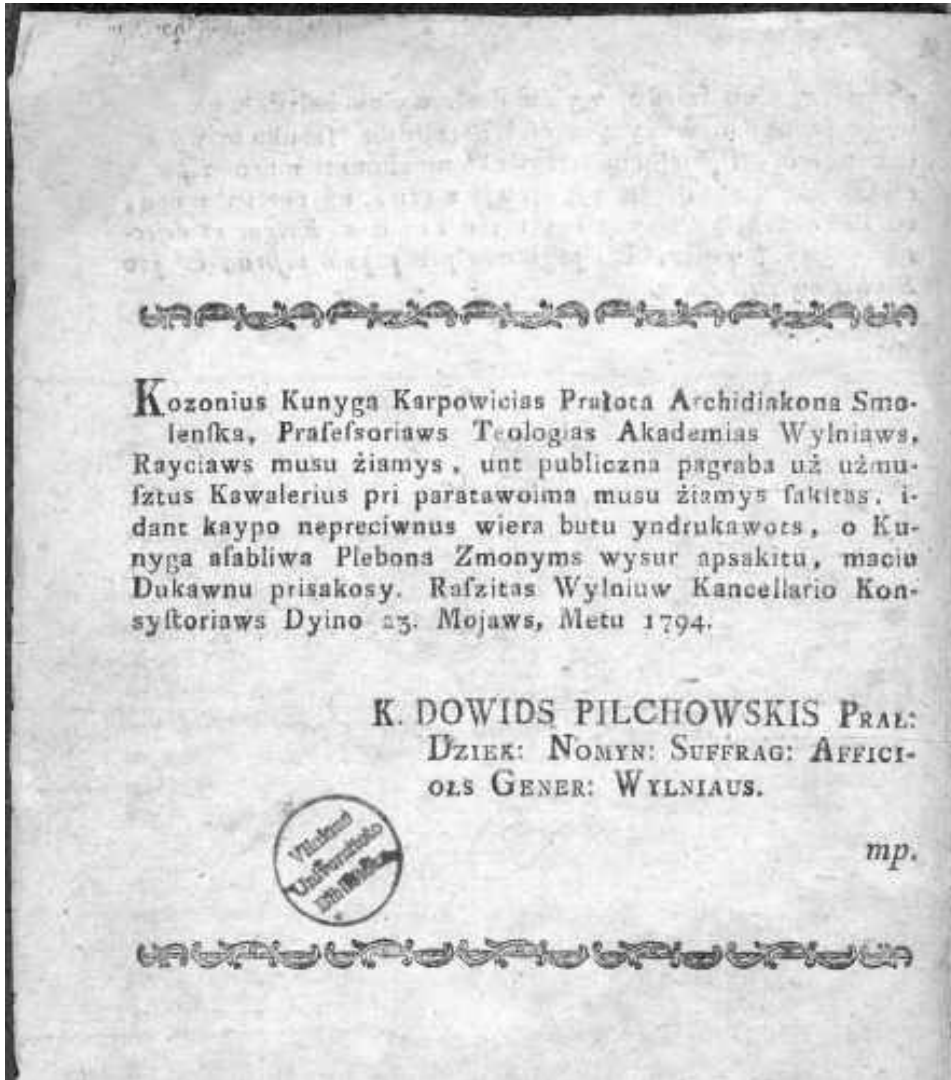 Kozonius Kunyga Karpowicias Prałota Archidiakona Smo-
lenſka, Prafeſsoriaws Teologias Akademias Wylniaws,
Rayciaws musu żiamys, unt publiczna pagraba uż użmu-
ſztus Kawalerius pri paratawoima musu żiamys ſakitas, i-
dant kaypo nepreciwnus wiera butu yndrukawots, o Ku-
nyga aſabliwa Plebona Zmonyms wysur apsakitu, maciu
Dukawnu prisakosy. Raſzitas Wylniuw Kancellario Kon-
syſtoriaws Dyino 23. Mojaws, Metu 1794.
K. DOWIDS PILCHOWSKIS PRAŁ:
DZIEK: NOMYN: SUFFRAG: AFFICI-
OŁS GENER: WYLNIAUS.
mp.
Vilniaus
Universiteto